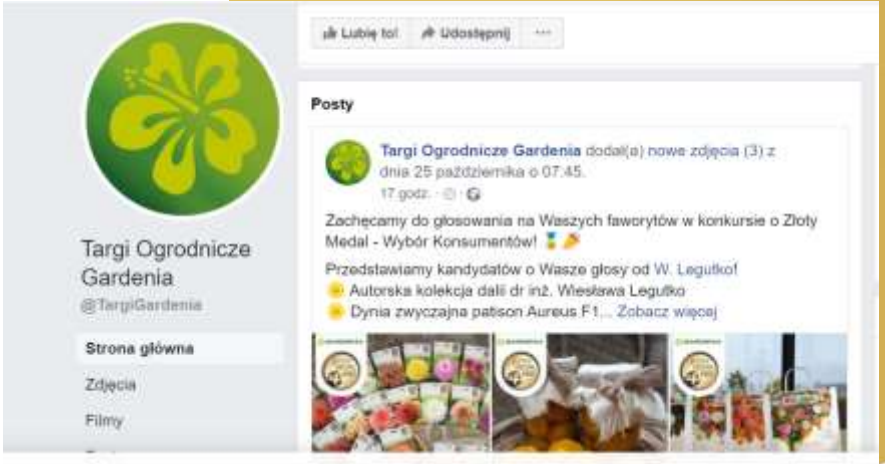 Lubię to!
Udostępnij
Posty
Targi Ogrodnicze Gardenia dodał(a) nowe zdjęcia (3) z
dnia 25 października o 07:45.
17 godz.
Zachęcamy do głosowania na Waszych faworytów w konkursie o Złoty
Medal - Wybór Konsumentów!
Przedstawiamy kandydatów o Wasze głosy od W. Legutko!
Autorska kolekcja dalii dr inż. Wiesława Legutko
Dynia zwyczajna patison Aureus F1... Zobacz więcej
Targi Ogrodnicze
Gardenia
@TargiGardenia
Strona główna
Zdjęcia
Filmy